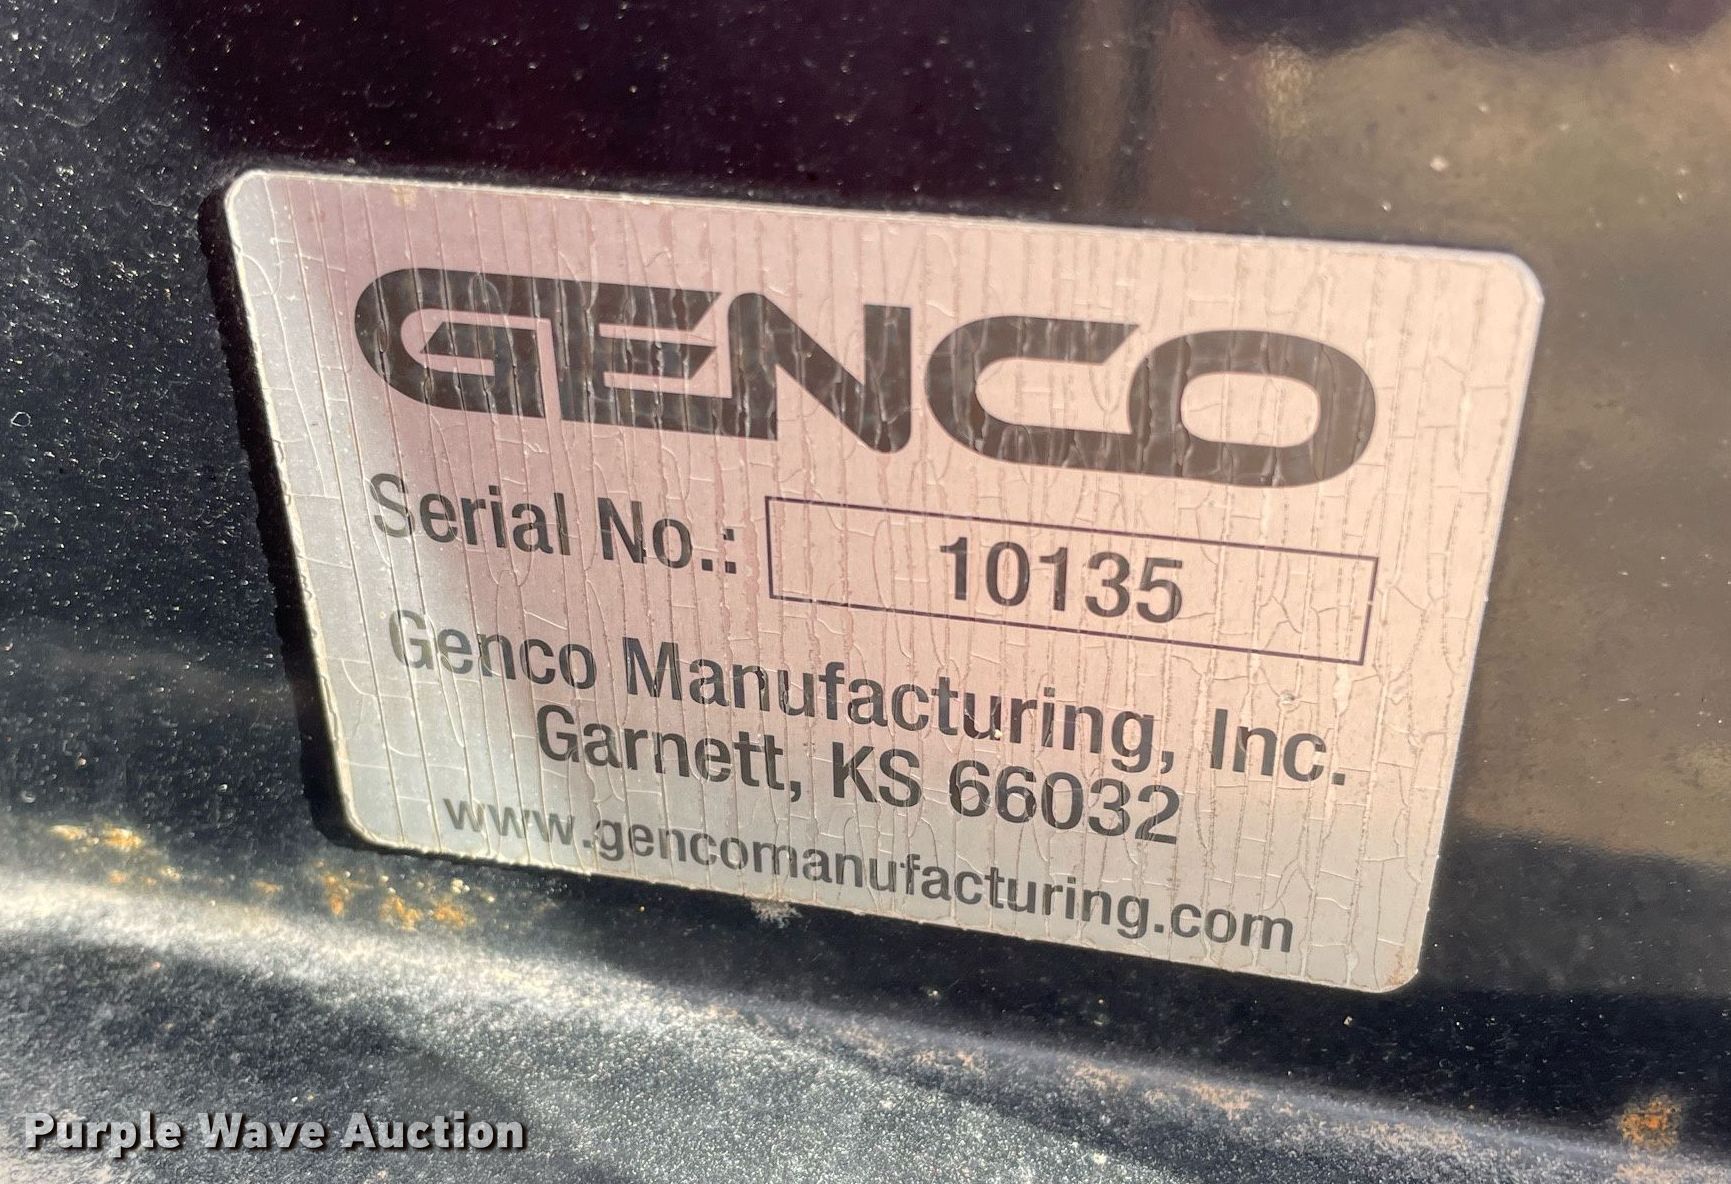 GENCO
Serial No.: 10135
Genco Manufacturing, Inc.
Garnett, KS 66032
www.gencomanufacturing.com
Purple Wave Auction